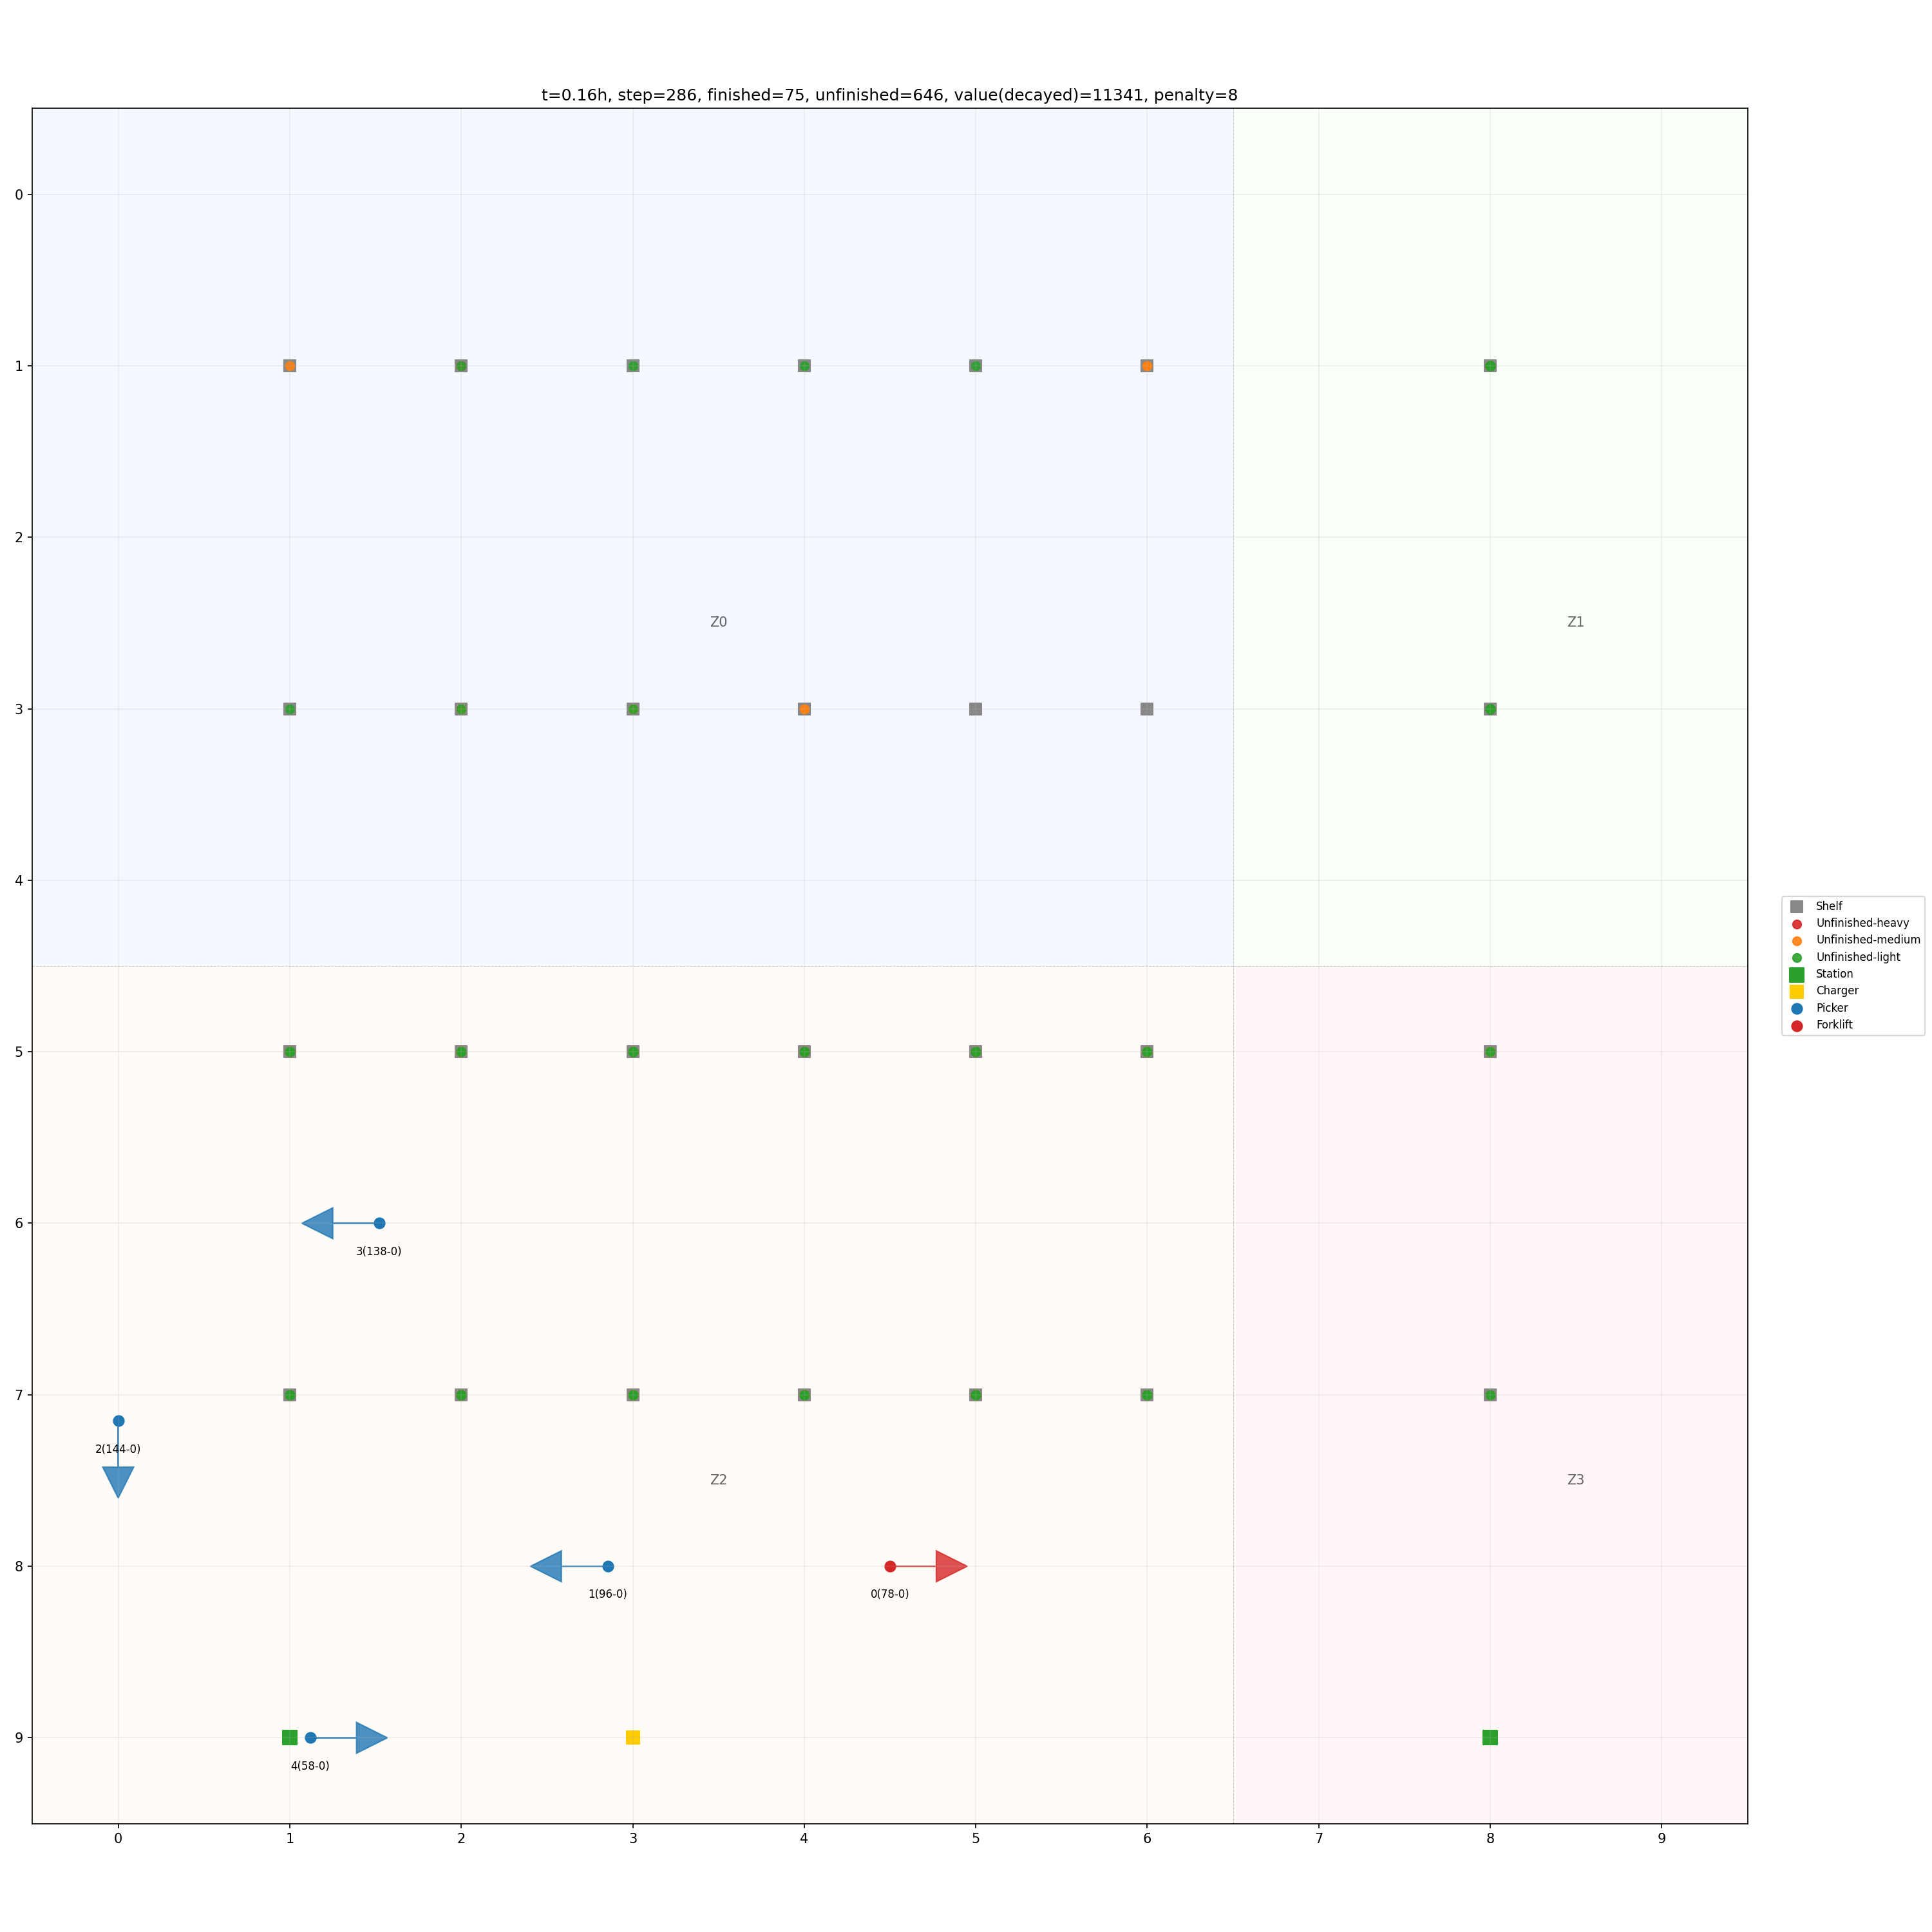 t=0.16h, step=286, finished=75, unfinished=646, value(decayed)=11341, penalty=8
0
1
2
Z0
Z1
3
4
Shelf
Unfinished-heavy
Unfinished-medium
Unfinished-light
Station
Charger
Picker
Forklift
5
6
3(138-0)
7
2(144-0)
Z2
Z3
8
1(96-0)
0(78-0)
9
4(58-0)
0 1 2 3 4 5 6 7 8 9